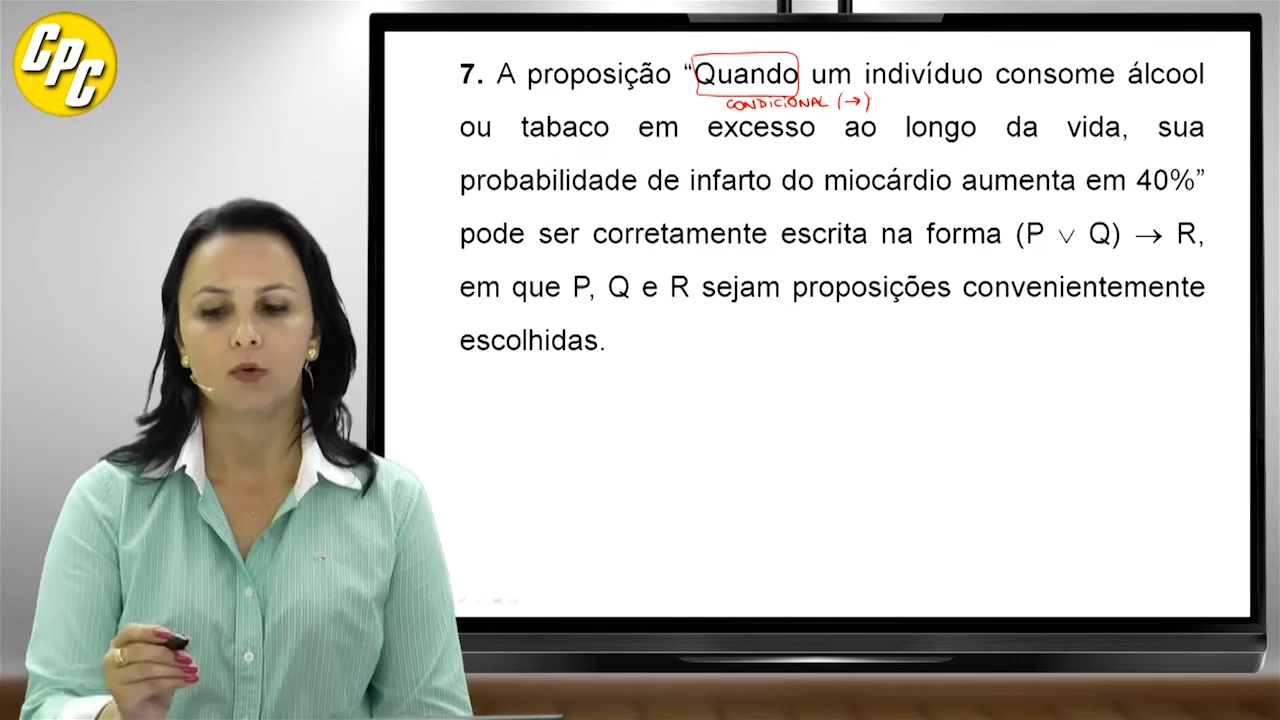 CPC
7. A proposição “Quando um indivíduo consome álcool
CONDICIONAL (→)
ou tabaco em excesso ao longo da vida, sua
probabilidade de infarto do miocárdio aumenta em 40%”
pode ser corretamente escrita na forma (P ∨ Q) → R,
em que P, Q e R sejam proposições convenientemente
escolhidas.